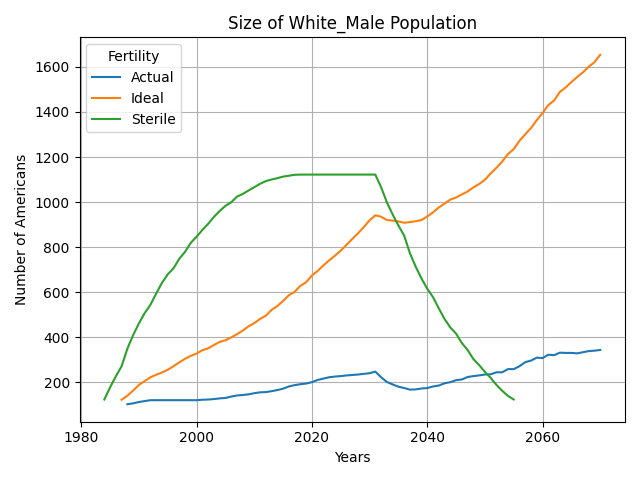 Size of White_Male Population
Fertility
Actual
Ideal
Sterile
1600
1400
1200
1000
800
600
400
200
Number of Americans
1980
2000
2020
2040
2060
Years